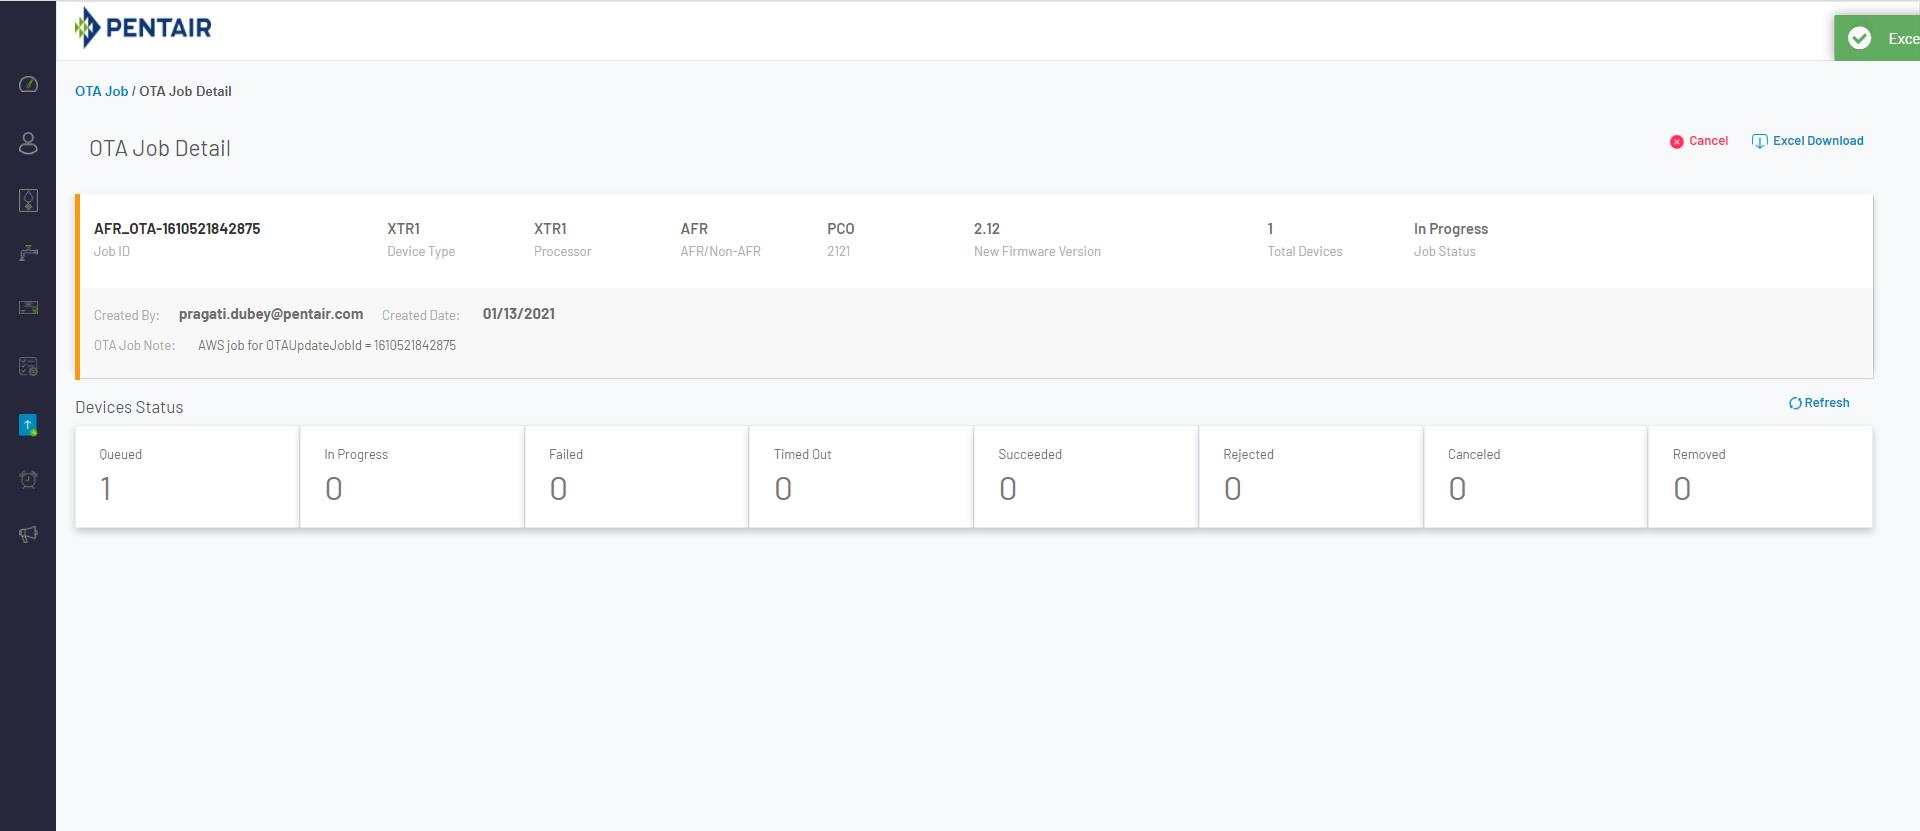 PENTAIR
OTA Job / OTA Job Detail
OTA Job Detail
Cancel
Excel Download
AFR_OTA-1610521842875
Job ID
XTR1
Device Type
XTR1
Processor
AFR
AFR/Non-AFR
PCO
2121
2.12
New Firmware Version
1
Total Devices
In Progress
Job Status
Created By: pragati.dubey@pentair.com Created Date: 01/13/2021
OTA Job Note: AWS job for OTAUpdateJobId = 1610521842875
Devices Status
Refresh
Queued
1
In Progress
0
Failed
0
Timed Out
0
Succeeded
0
Rejected
0
Canceled
0
Removed
0